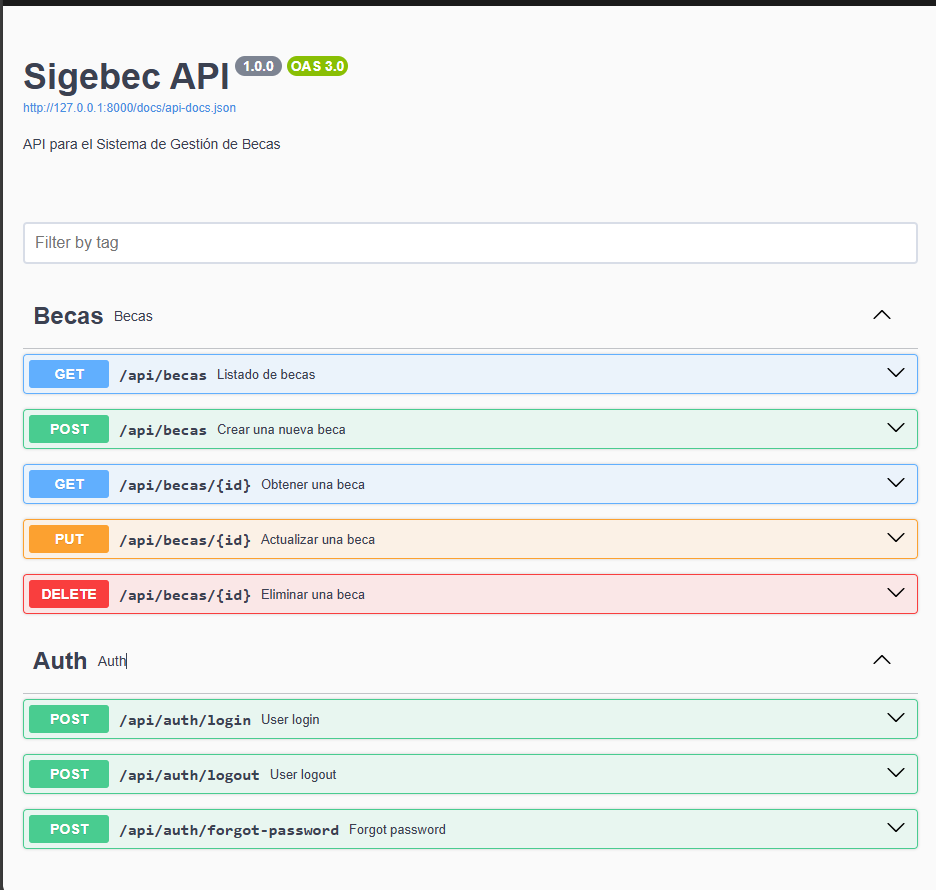 Sigebec API 1.0.0 OAS 3.0
http://127.0.0.1:8000/docs/api-docs.json
API para el Sistema de Gestión de Becas
Filter by tag
Becas Becas
GET /api/becas Listado de becas
POST /api/becas Crear una nueva beca
GET /api/becas/{id} Obtener una beca
PUT /api/becas/{id} Actualizar una beca
DELETE /api/becas/{id} Eliminar una beca
Auth Auth
POST /api/auth/login User login
POST /api/auth/logout User logout
POST /api/auth/forgot-password Forgot password